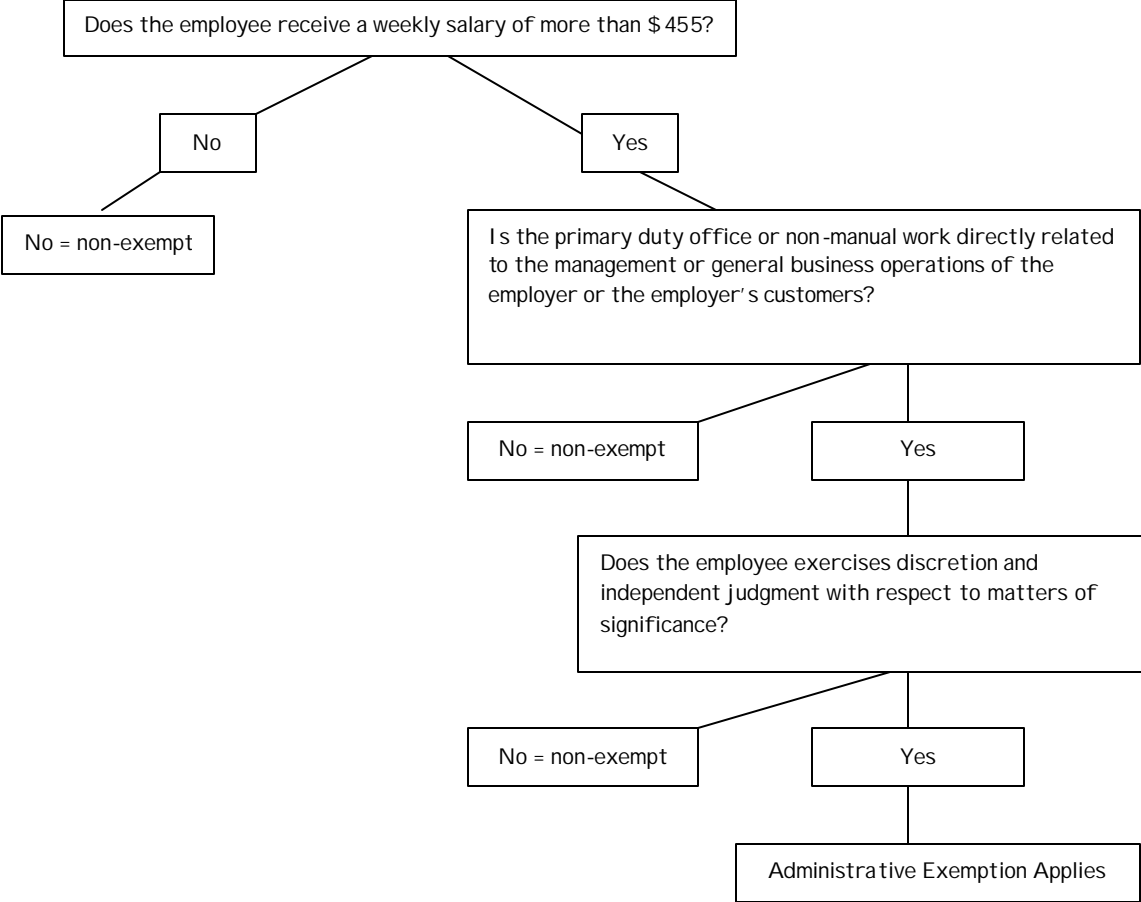 Does the employee receive a weekly salary of more than $455?
No
Yes
No = non-exempt
Is the primary duty office or non-manual work directly related
to the management or general business operations of the
employer or the employer's customers?
No = non-exempt
Yes
Does the employee exercises discretion and
independent judgment with respect to matters of
significance?
No = non-exempt
Yes
Administrative Exemption Applies